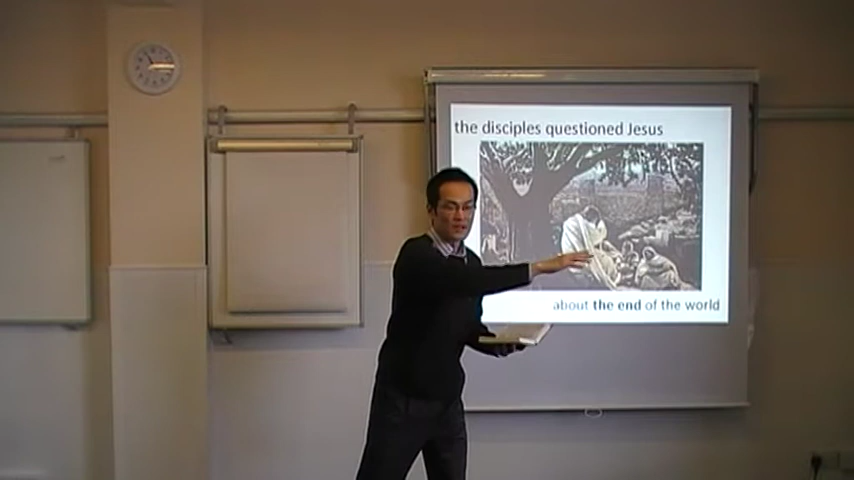 the disciples questioned Jesus
about the end of the world